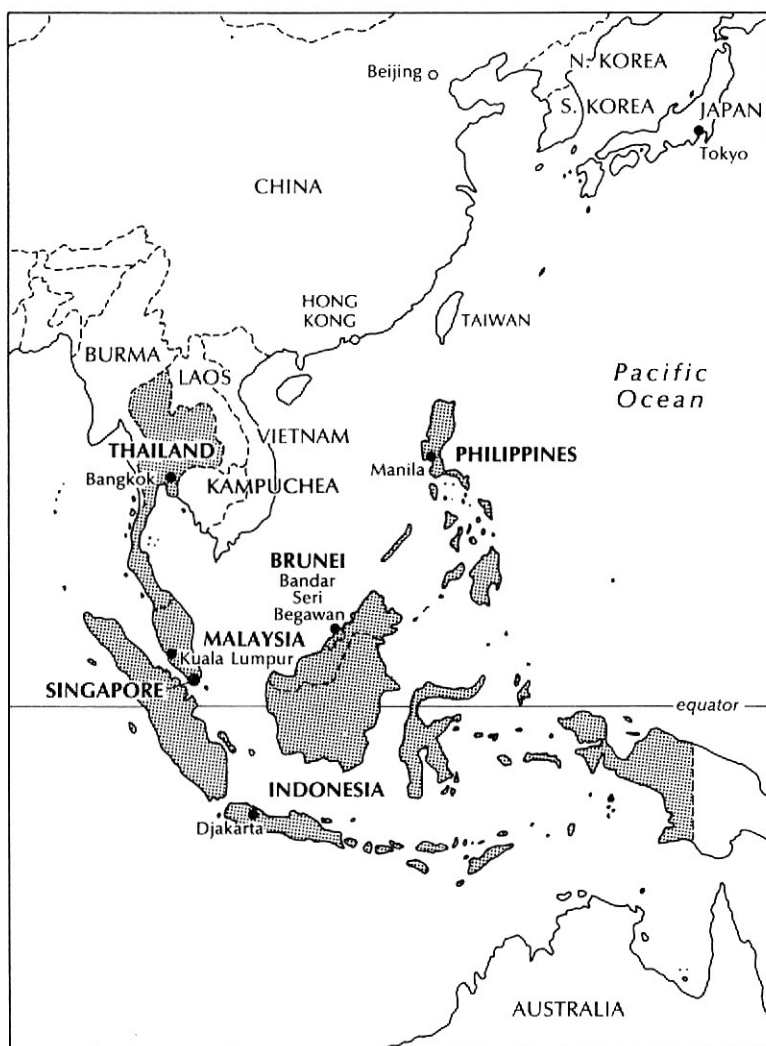 Beijing
N. KOREA
S. KOREA
JAPAN
Tokyo
CHINA
HONG
KONG
TAIWAN
BURMA
LAOS
Pacific
Ocean
VIETNAM
THAILAND
Bangkok
KAMPUCHEA
PHILIPPINES
Manila
BRUNEI
Bandar
Seri
Begawan
MALAYSIA
Kuala Lumpur
SINGAPORE
equator
INDONESIA
Djakarta
AUSTRALIA